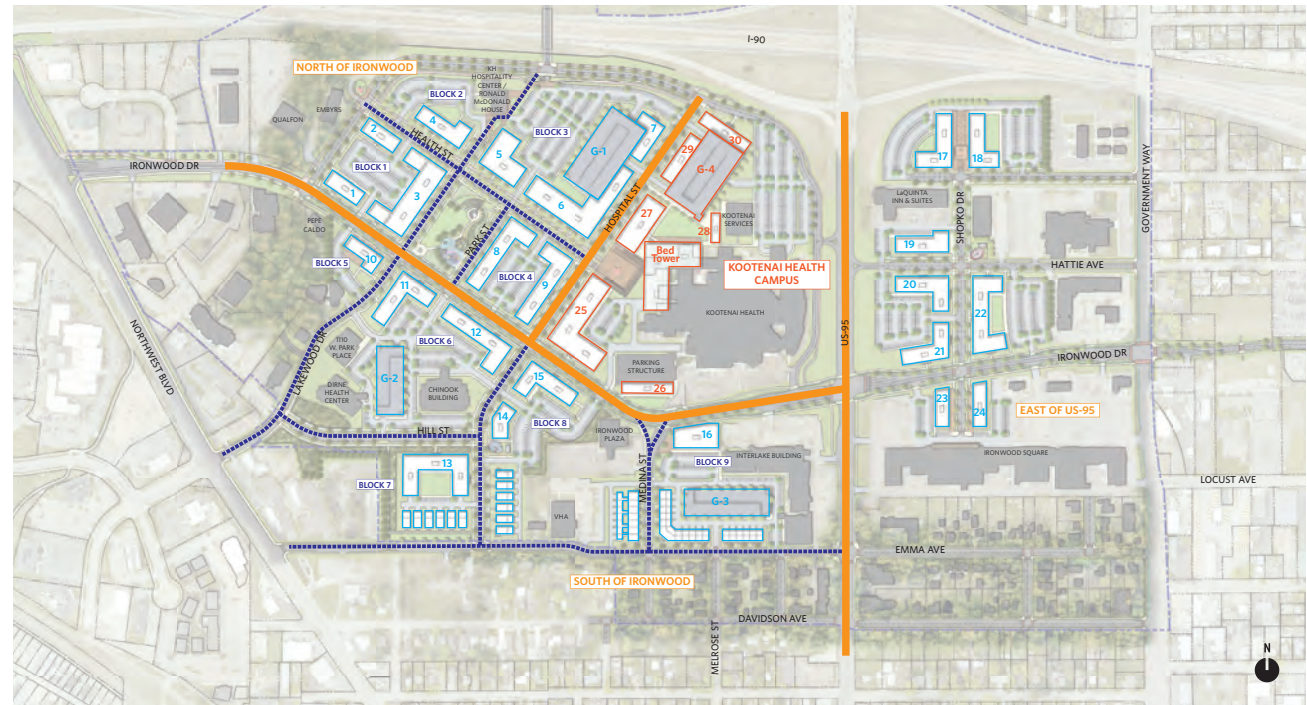 I-90
NORTH OF IRONWOOD
KH
HOSPITALITY
CENTER /
RONALD
McDONALD
HOUSE
BLOCK 2
EMBYRS
QUALFON
4
2
HEALTH ST
BLOCK 3
7
G-1
5
30
29
G-4
17
18
IRONWOOD DR
BLOCK 1
1
3
6
HOSPITAL ST
27
28
KOOTENAI
SERVICES
LaQUINTA
INN & SUITES
SHOPKO DR
GOVERNMENT WAY
PEPE
CALDO
PARK ST
8
BLOCK 4
9
Bed
Tower
KOOTENAI HEALTH
CAMPUS
19
HATTIE AVE
BLOCK 5
10
11
12
25
KOOTENAI HEALTH
20
22
21
US-95
NORTHWEST BLVD
LAKEWOOD DR
1110
W. PARK
PLACE
BLOCK 6
G-2
DIRNE
HEALTH
CENTER
CHINOOK
BUILDING
15
PARKING
STRUCTURE
26
IRONWOOD DR
23
24
EAST OF US-95
14
BLOCK 8
IRONWOOD
PLAZA
16
HILL ST
INTERLAKE BUILDING
IRONWOOD SQUARE
BLOCK 9
BLOCK 7
13
MEDINA ST
G-3
LOCUST AVE
VHA
EMMA AVE
SOUTH OF IRONWOOD
DAVIDSON AVE
MELROSE ST
N